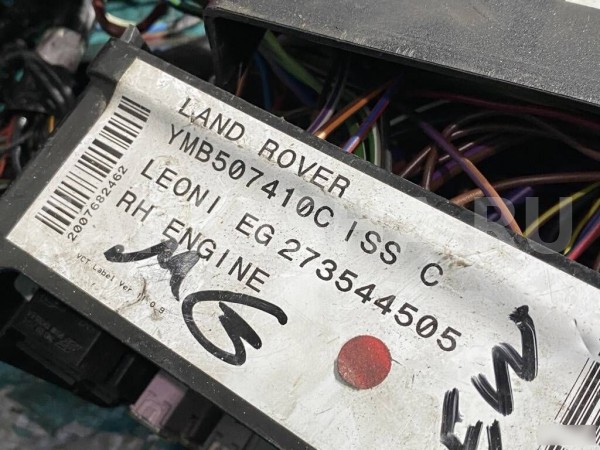 LAND ROVER
YMB507410C ISS C
LEONI EG 273544505
RH ENGINE
2007682462
VCT Label Ver